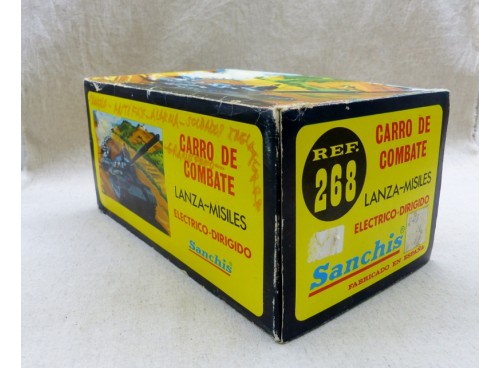 CARRO DE
COMBATE
LANZA-MISILES
ELECTRICO-DIRIGIDO
Sanchis
REF.
268
CARRO DE
COMBATE
LANZA-MISILES
ELECTRICO-DIRIGIDO
Sanchis
FABRICADO EN ESPAÑA